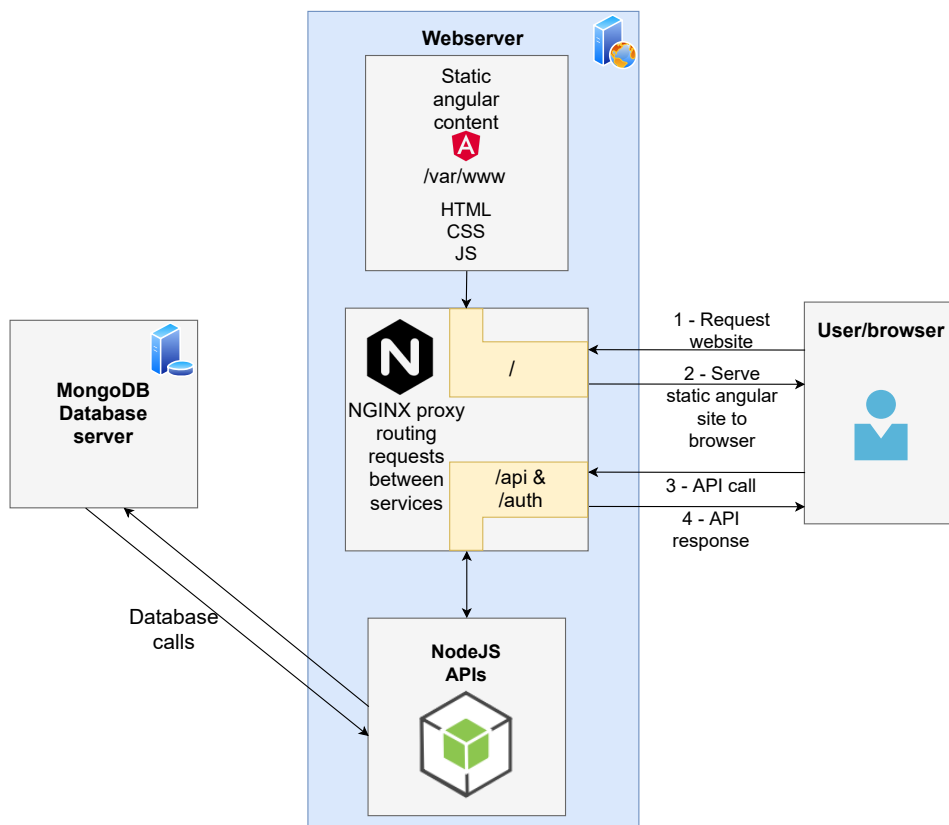 Webserver
Static
angular
content
/var/www
HTML
CSS
JS
MongoDB
Database
server
N
NGINX proxy
routing
requests
between
services
/
/api &
/auth
1 - Request
website
2 - Serve
static angular
site to
browser
3 - API call
4 - API
response
User/browser
Database
calls
NodeJS
APIs